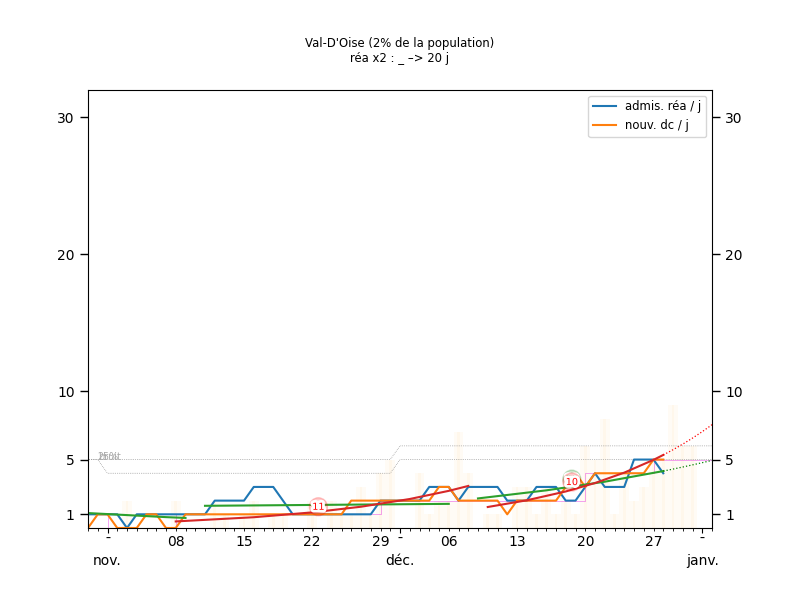 Val-D'Oise (2% de la population)
réa x2 : _ –> 20 j
admis. réa / j
nouv. dc / j
30 30
20 20
10 10
5 5
1 1
11
10
- 08 15 22 29 - 06 13 20 27 -
nov. déc. janv.